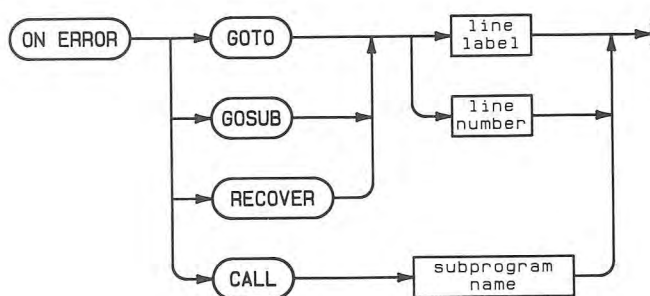 ON ERROR
GOTO
line
label
GOSUB
line
number
RECOVER
CALL
subprogram
name